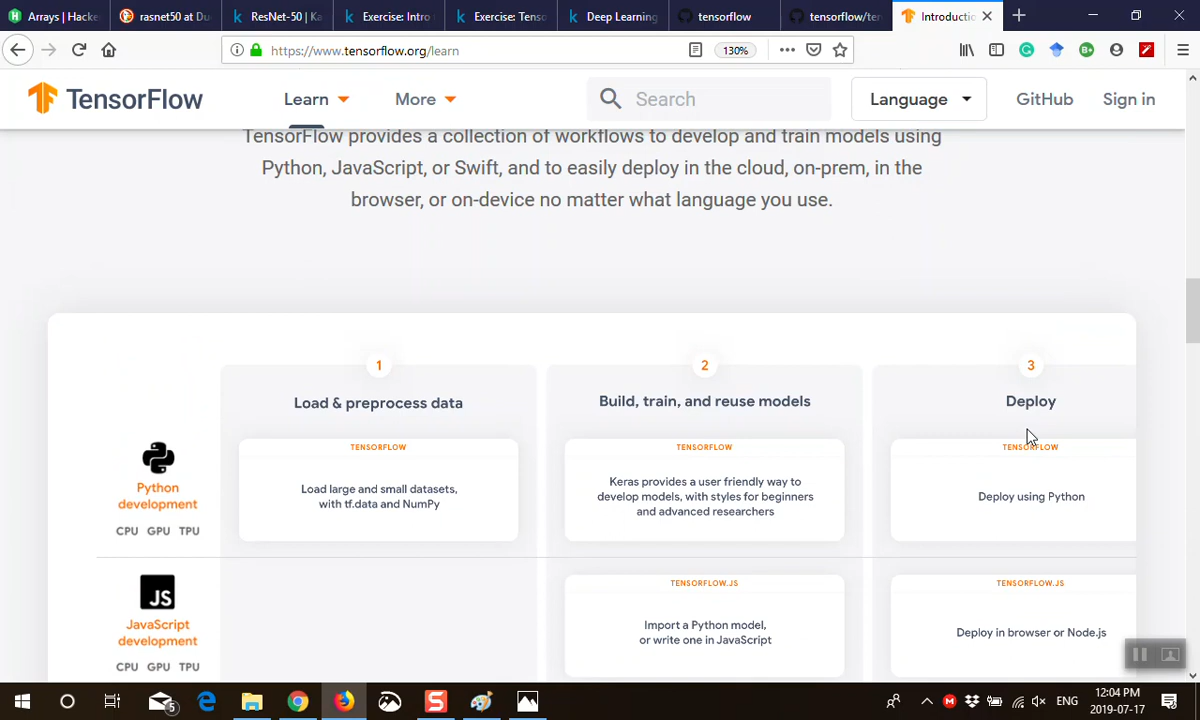 Arrays | Hacke
rasnet50 at Du
ResNet-50 | Ka
Exercise: Intro
Exercise: Tenso
Deep Learning
tensorflow
tensorflow/ten
Introductio
https://www.tensorflow.org/learn
130%
TensorFlow
Learn
More
Search
Language
GitHub
Sign in
TensorFlow provides a collection of workflows to develop and train models using
Python, JavaScript, or Swift, and to easily deploy in the cloud, on-prem, in the
browser, or on-device no matter what language you use.
1
Load & preprocess data
2
Build, train, and reuse models
3
Deploy
Python
development
CPU GPU TPU
TENSORFLOW
Load large and small datasets,
with tf.data and NumPy
TENSORFLOW
Keras provides a user friendly way to
develop models, with styles for beginners
and advanced researchers
TENSORFLOW
Deploy using Python
JS
JavaScript
development
CPU GPU TPU
TENSORFLOW.JS
Import a Python model,
or write one in JavaScript
TENSORFLOW.JS
Deploy in browser or Node.js
5
ENG
12:04 PM
2019-07-17